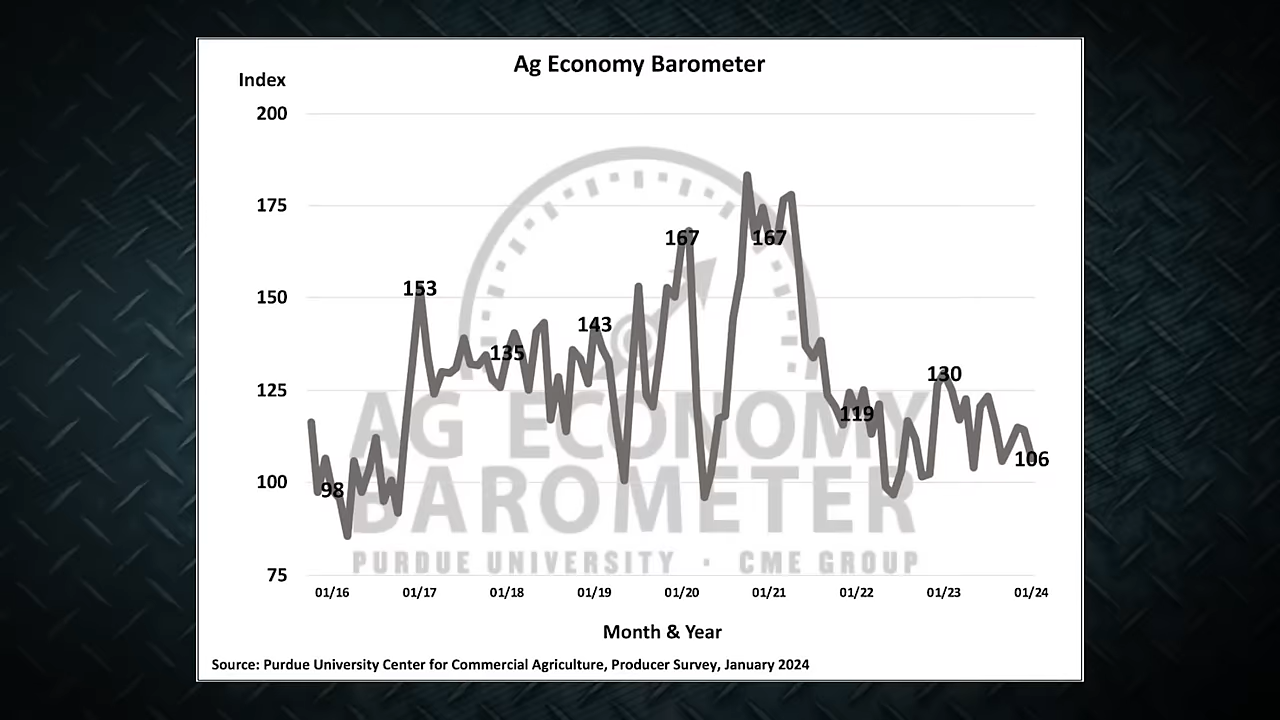 Ag Economy Barometer
Index
200
175
150
125
100
75
98
153
135
143
167
167
119
130
106
AG ECONOMY
BAROMETER
PURDUE UNIVERSITY · CME GROUP
01/16 01/17 01/18 01/19 01/20 01/21 01/22 01/23 01/24
Month & Year
Source: Purdue University Center for Commercial Agriculture, Producer Survey, January 2024